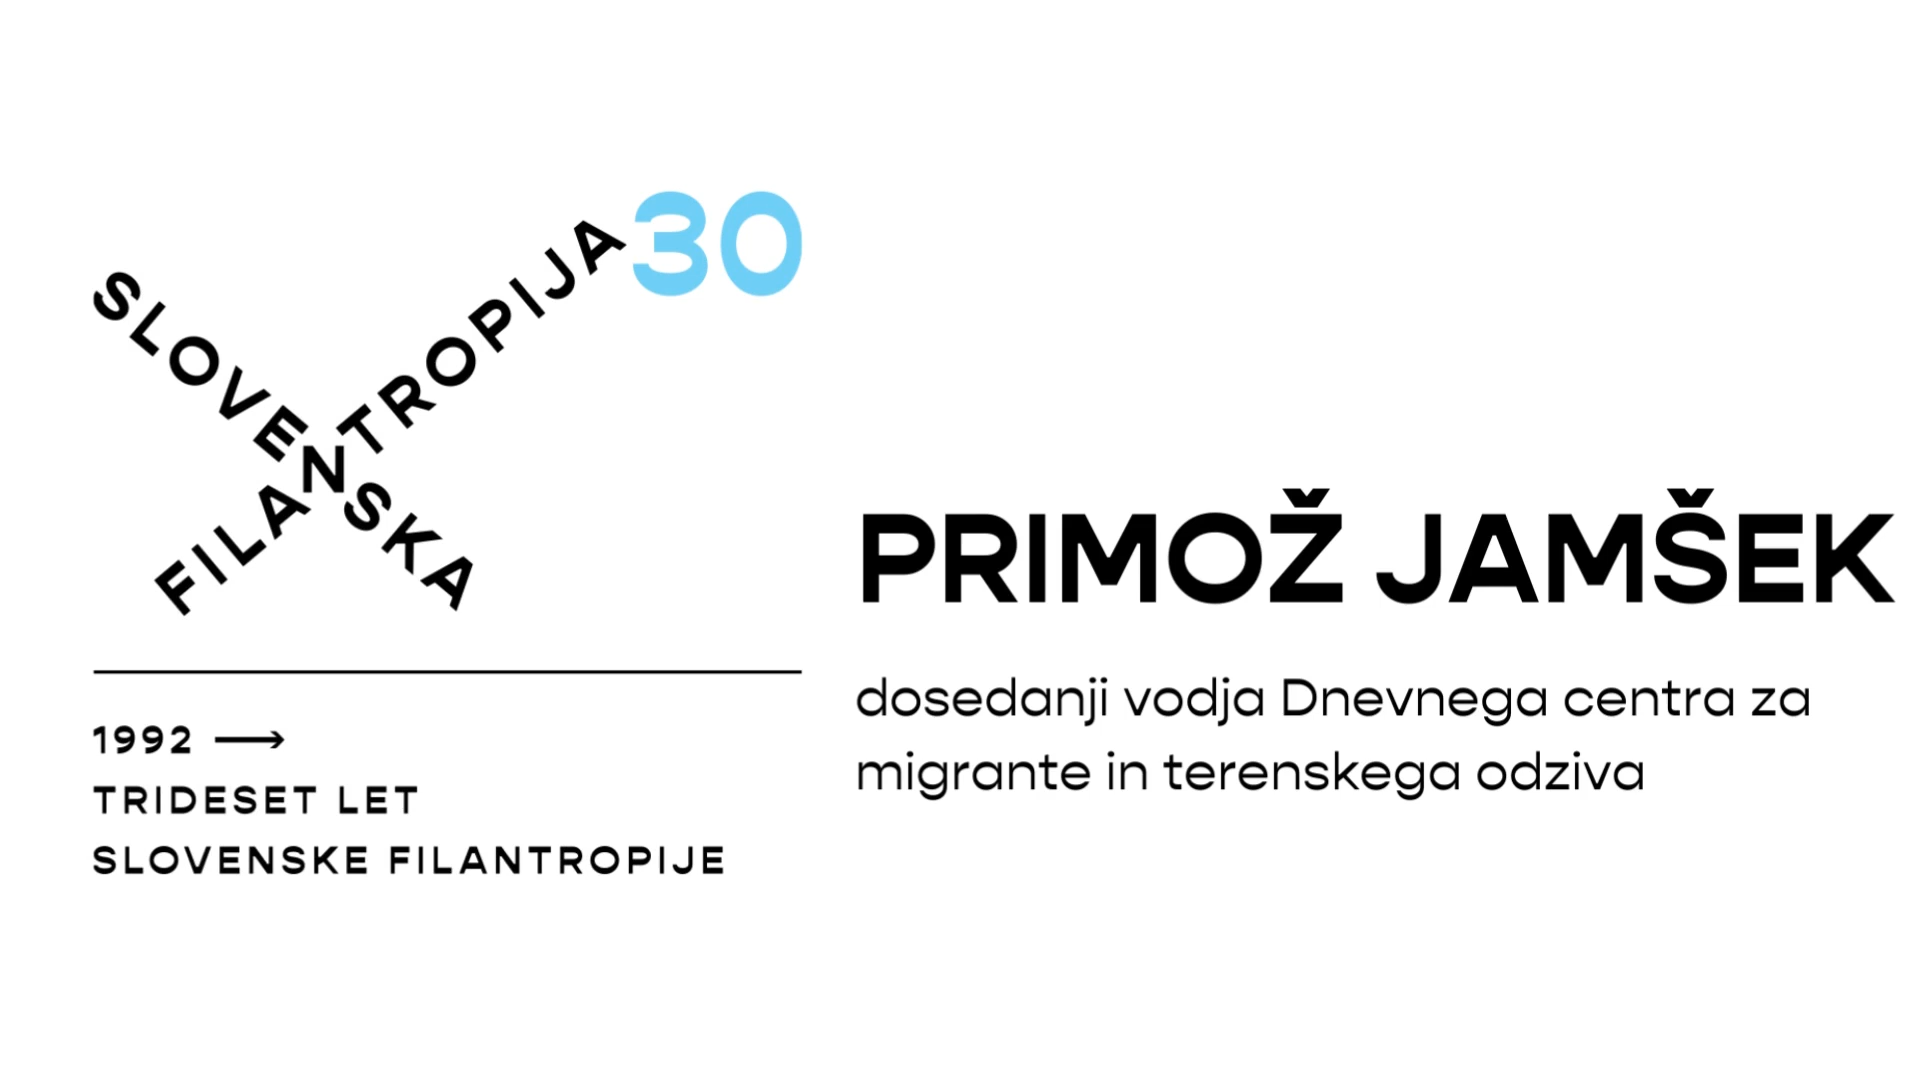 SLOVENSKA
FILANTROPIJA 30
1992 →
TRIDESET LET
SLOVENSKE FILANTROPIJE
PRIMOŽ JAMŠEK
dosedanji vodja Dnevnega centra za
migrante in terenskega odziva